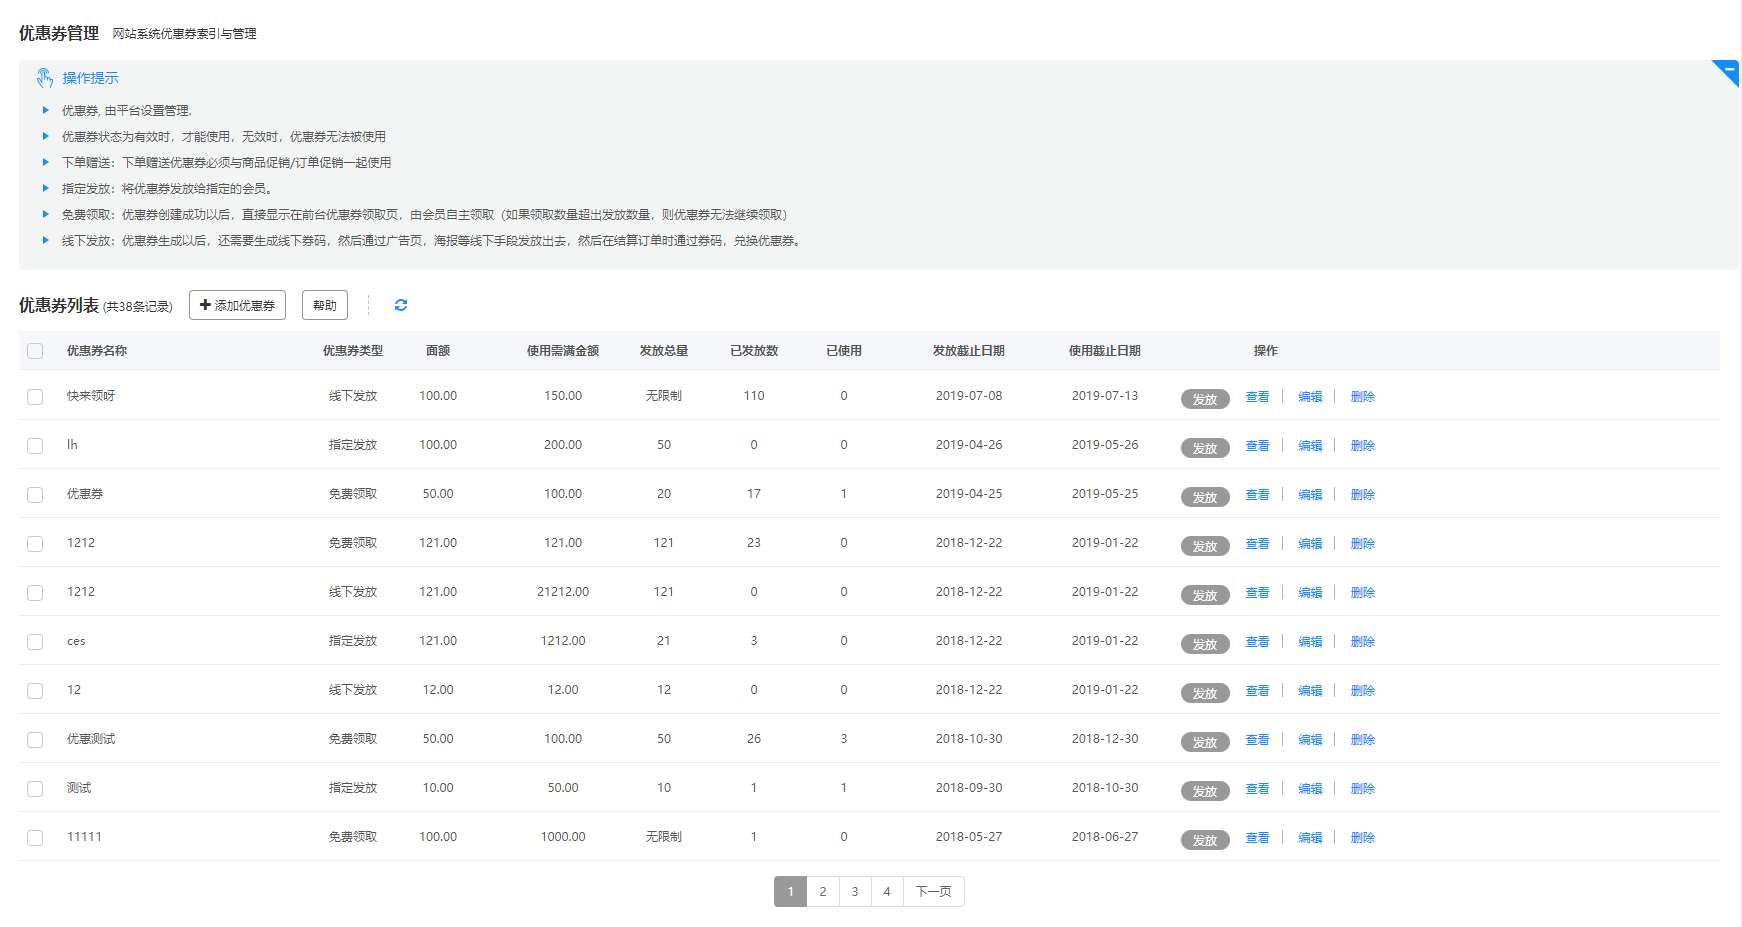 优惠券管理 网站系统优惠券索引与管理
操作提示
优惠券, 由平台设置管理.
优惠券状态为有效时，才能使用，无效时，优惠券无法被使用
下单赠送：下单赠送优惠券必须与商品促销/订单促销一起使用
指定发放：将优惠券发放给指定的会员。
免费领取：优惠券创建成功以后，直接显示在前台优惠券领取页，由会员自主领取（如果领取数量超出发放数量，则优惠券无法继续领取）
线下发放：优惠券生成以后，还需要生成线下券码，然后通过广告页，海报等线下手段发放出去，然后在结算订单时通过券码，兑换优惠券。
优惠券列表 (共38条记录) 添加优惠券 帮助
优惠券名称 优惠券类型 面额 使用需满金额 发放总量 已发放数 已使用 发放截止日期 使用截止日期 操作
快来领呀 线下发放 100.00 150.00 无限制 110 0 2019-07-08 2019-07-13 发放 查看 编辑 删除
lh 指定发放 100.00 200.00 50 0 0 2019-04-26 2019-05-26 发放 查看 编辑 删除
优惠券 免费领取 50.00 100.00 20 17 1 2019-04-25 2019-05-25 发放 查看 编辑 删除
1212 免费领取 121.00 121.00 121 23 0 2018-12-22 2019-01-22 发放 查看 编辑 删除
1212 线下发放 121.00 21212.00 121 0 0 2018-12-22 2019-01-22 发放 查看 编辑 删除
ces 指定发放 121.00 1212.00 21 3 0 2018-12-22 2019-01-22 发放 查看 编辑 删除
12 线下发放 12.00 12.00 12 0 0 2018-12-22 2019-01-22 发放 查看 编辑 删除
优惠测试 免费领取 50.00 100.00 50 26 3 2018-10-30 2018-12-30 发放 查看 编辑 删除
测试 指定发放 10.00 50.00 10 1 1 2018-09-30 2018-10-30 发放 查看 编辑 删除
11111 免费领取 100.00 1000.00 无限制 1 0 2018-05-27 2018-06-27 发放 查看 编辑 删除
1 2 3 4 下一页